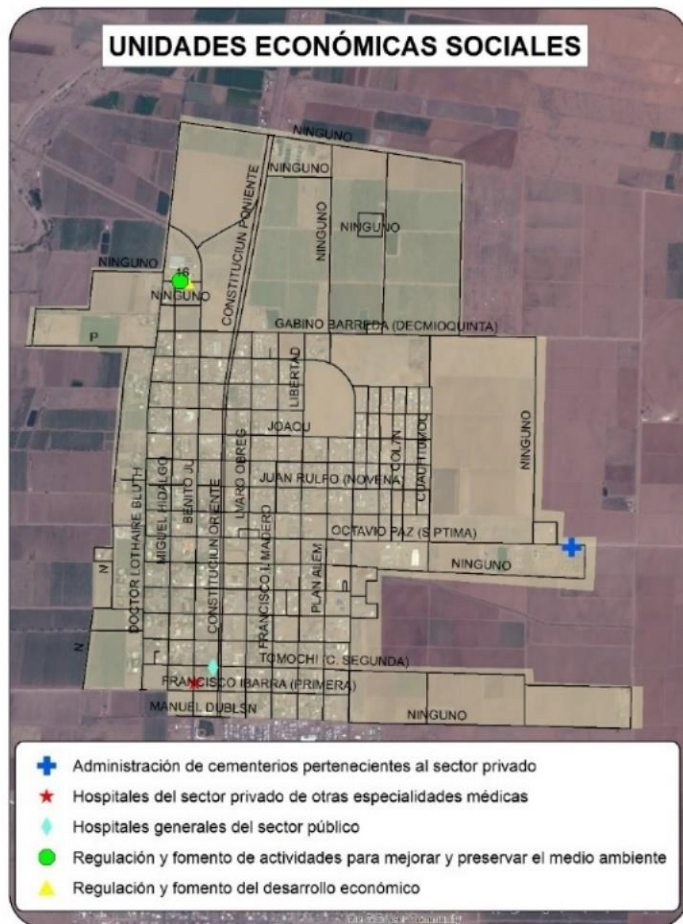 UNIDADES ECONÓMICAS SOCIALES
NINGUNO
NINGUNO
CONSTITUCIUN PONIENTE
NINGUNO
NINGUNO
NINGUNO
16
NINGUNO
GABINO BARREDA (DECMIOQUINTA)
P
LIBERTAD
NINGUNO
JOAQU
COL7N
CUAUHTBMOC
LVARO OBREG
JUAN RULFO (NOVENA)
MIGUEL HIDALGO
BENITO JU
DOCTOR LOTHAIRE BLUTH
CONSTITUCIUN ORIENTE
OCTAVIO PAZ (S PTIMA)
FRANCISCO I. MADERO
PLAN ALEM
NINGUNO
N
N
TOMOCHI (C. SEGUNDA)
FRANCISCO IBARRA (PRIMERA)
MANUEL DUBLSN
NINGUNO
Administración de cementerios pertenecientes al sector privado
Hospitales del sector privado de otras especialidades médicas
Hospitales generales del sector público
Regulación y fomento de actividades para mejorar y preservar el medio ambiente
Regulación y fomento del desarrollo económico